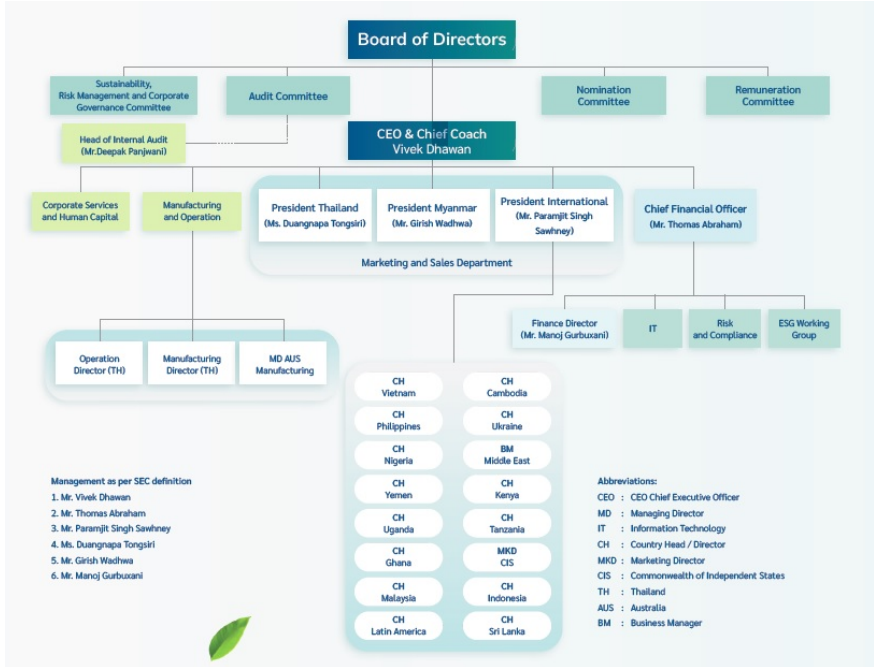 Board of Directors
Sustainability,
Risk Management and Corporate
Governance Committee
Audit Committee
Nomination
Committee
Remuneration
Committee
Head of Internal Audit
(Mr.Deepak Panjwani)
CEO & Chief Coach
Vivek Dhawan
Corporate Services
and Human Capital
Manufacturing
and Operation
President Thailand
(Ms. Duangnapa Tongsiri)
President Myanmar
(Mr. Girish Wadhwa)
President International
(Mr. Paramjit Singh
Sawhney)
Chief Financial Officer
(Mr. Thomas Abraham)
Marketing and Sales Department
Finance Director
(Mr. Manoj Gurbuxani)
IT
Risk
and Compliance
ESG Working
Group
Operation
Director (TH)
Manufacturing
Director (TH)
MD AUS
Manufacturing
CH
Vietnam
CH
Cambodia
CH
Philippines
CH
Ukraine
CH
Nigeria
BM
Middle East
CH
Yemen
CH
Kenya
CH
Uganda
CH
Tanzania
CH
Ghana
MKD
CIS
CH
Malaysia
CH
Indonesia
CH
Latin America
CH
Sri Lanka
Management as per SEC definition
1. Mr. Vivek Dhawan
2. Mr. Thomas Abraham
3. Mr. Paramjit Singh Sawhney
4. Ms. Duangnapa Tongsiri
5. Mr. Girish Wadhwa
6. Mr. Manoj Gurbuxani
Abbreviations:
CEO : CEO Chief Executive Officer
MD : Managing Director
IT : Information Technology
CH : Country Head / Director
MKD : Marketing Director
CIS : Commonwealth of Independent States
TH : Thailand
AUS : Australia
BM : Business Manager